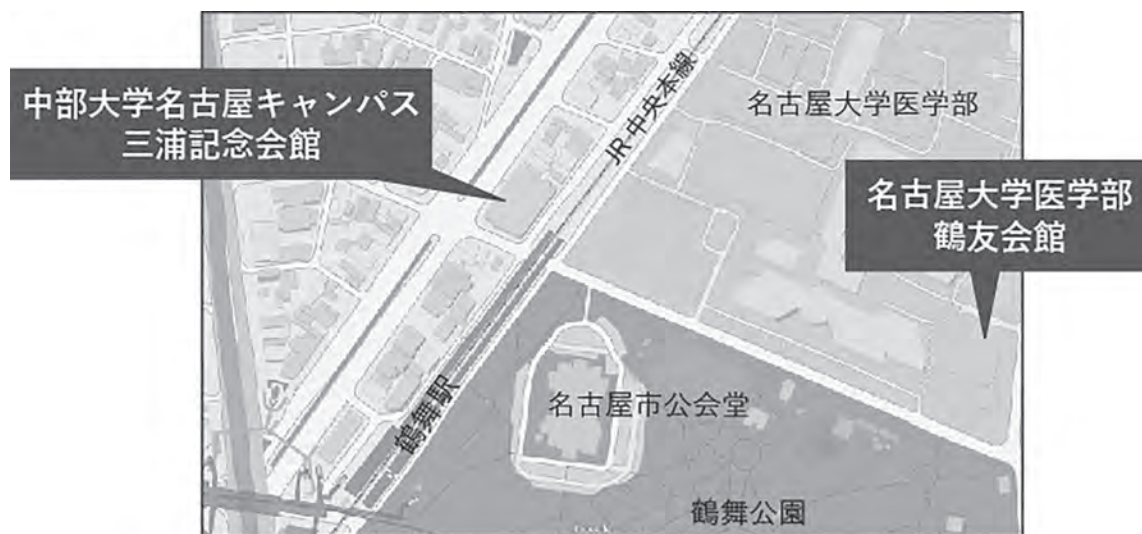 中部大学名古屋キャンパス
三浦記念会館
JR 中央本線
名古屋大学医学部
名古屋大学医学部
鶴友会館
鶴舞駅
名古屋市公会堂
鶴舞公園